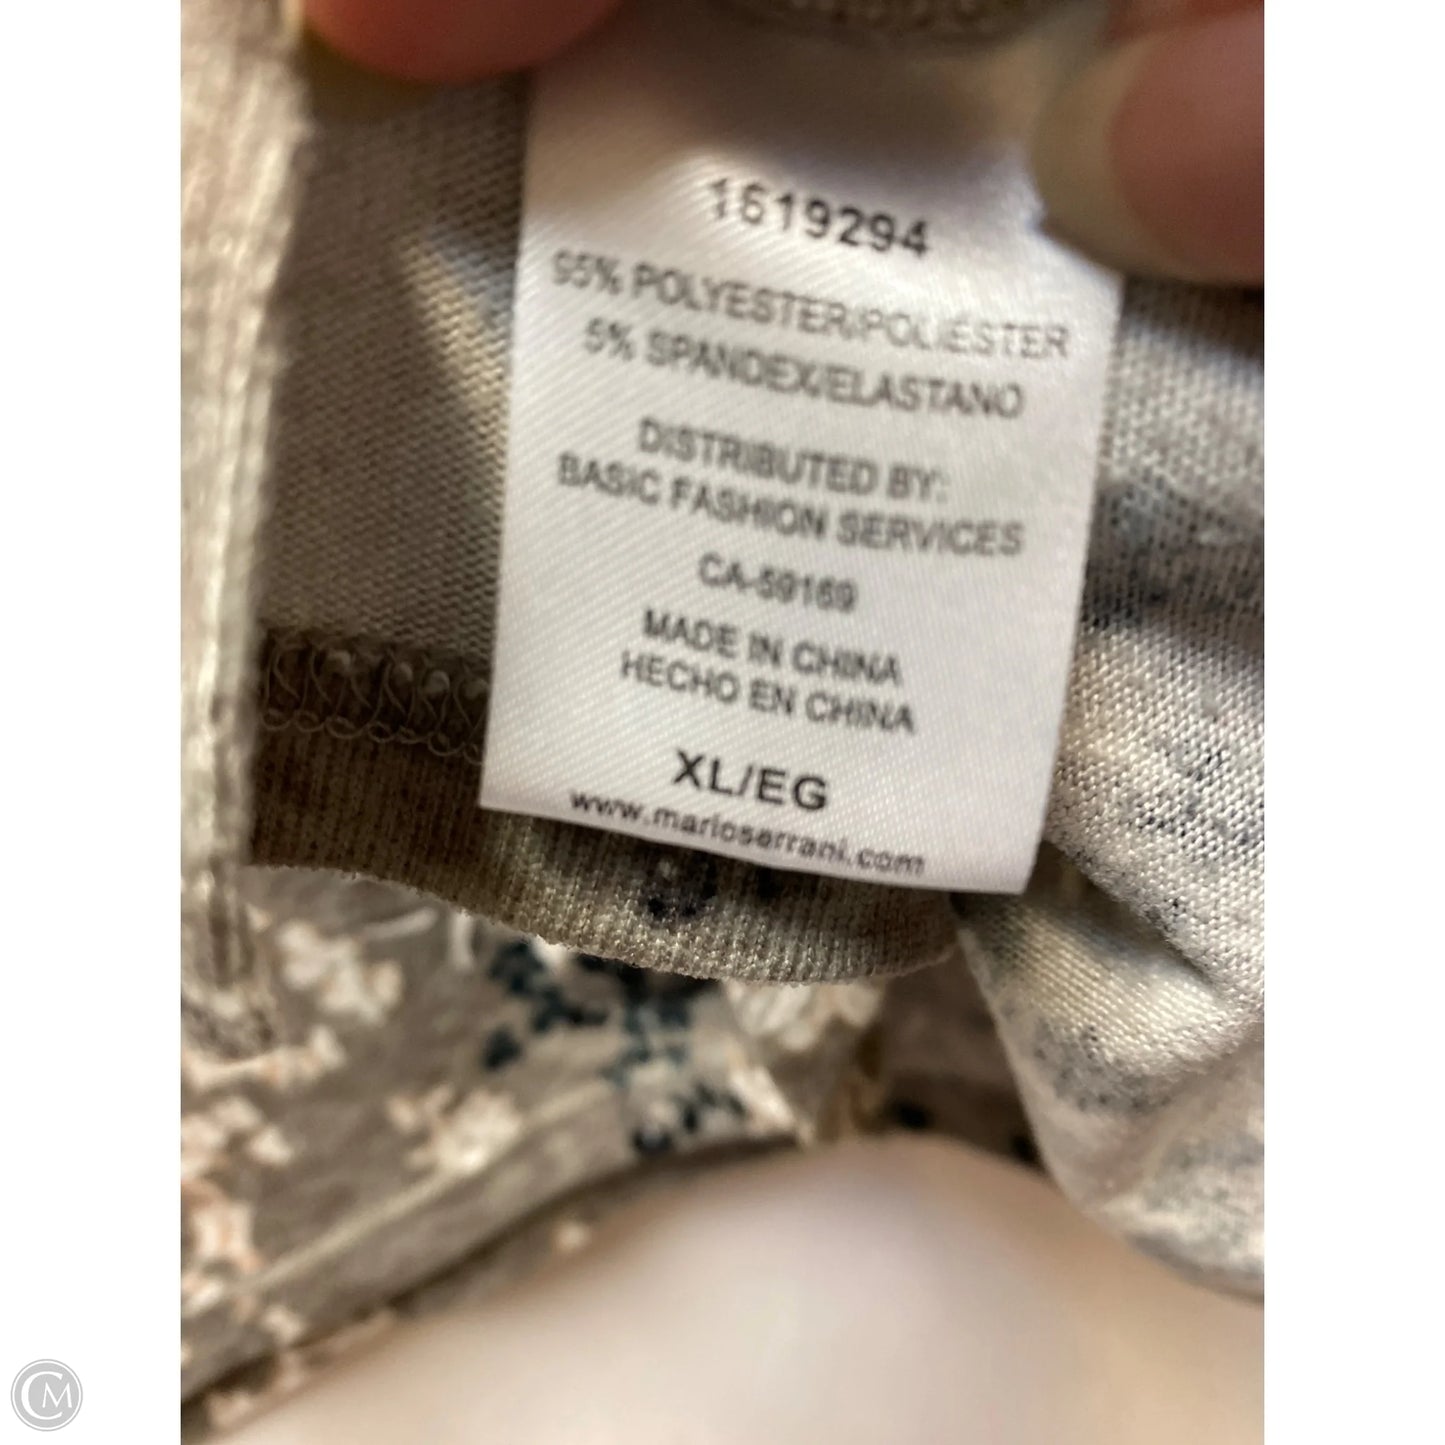 1619294
95% POLYESTER/POLIÉSTER
5% SPANDEX/ELASTANO
DISTRIBUTED BY:
BASIC FASHION SERVICES
CA-59169
MADE IN CHINA
HECHO EN CHINA
XL/EG
www.marioserrani.com
CM